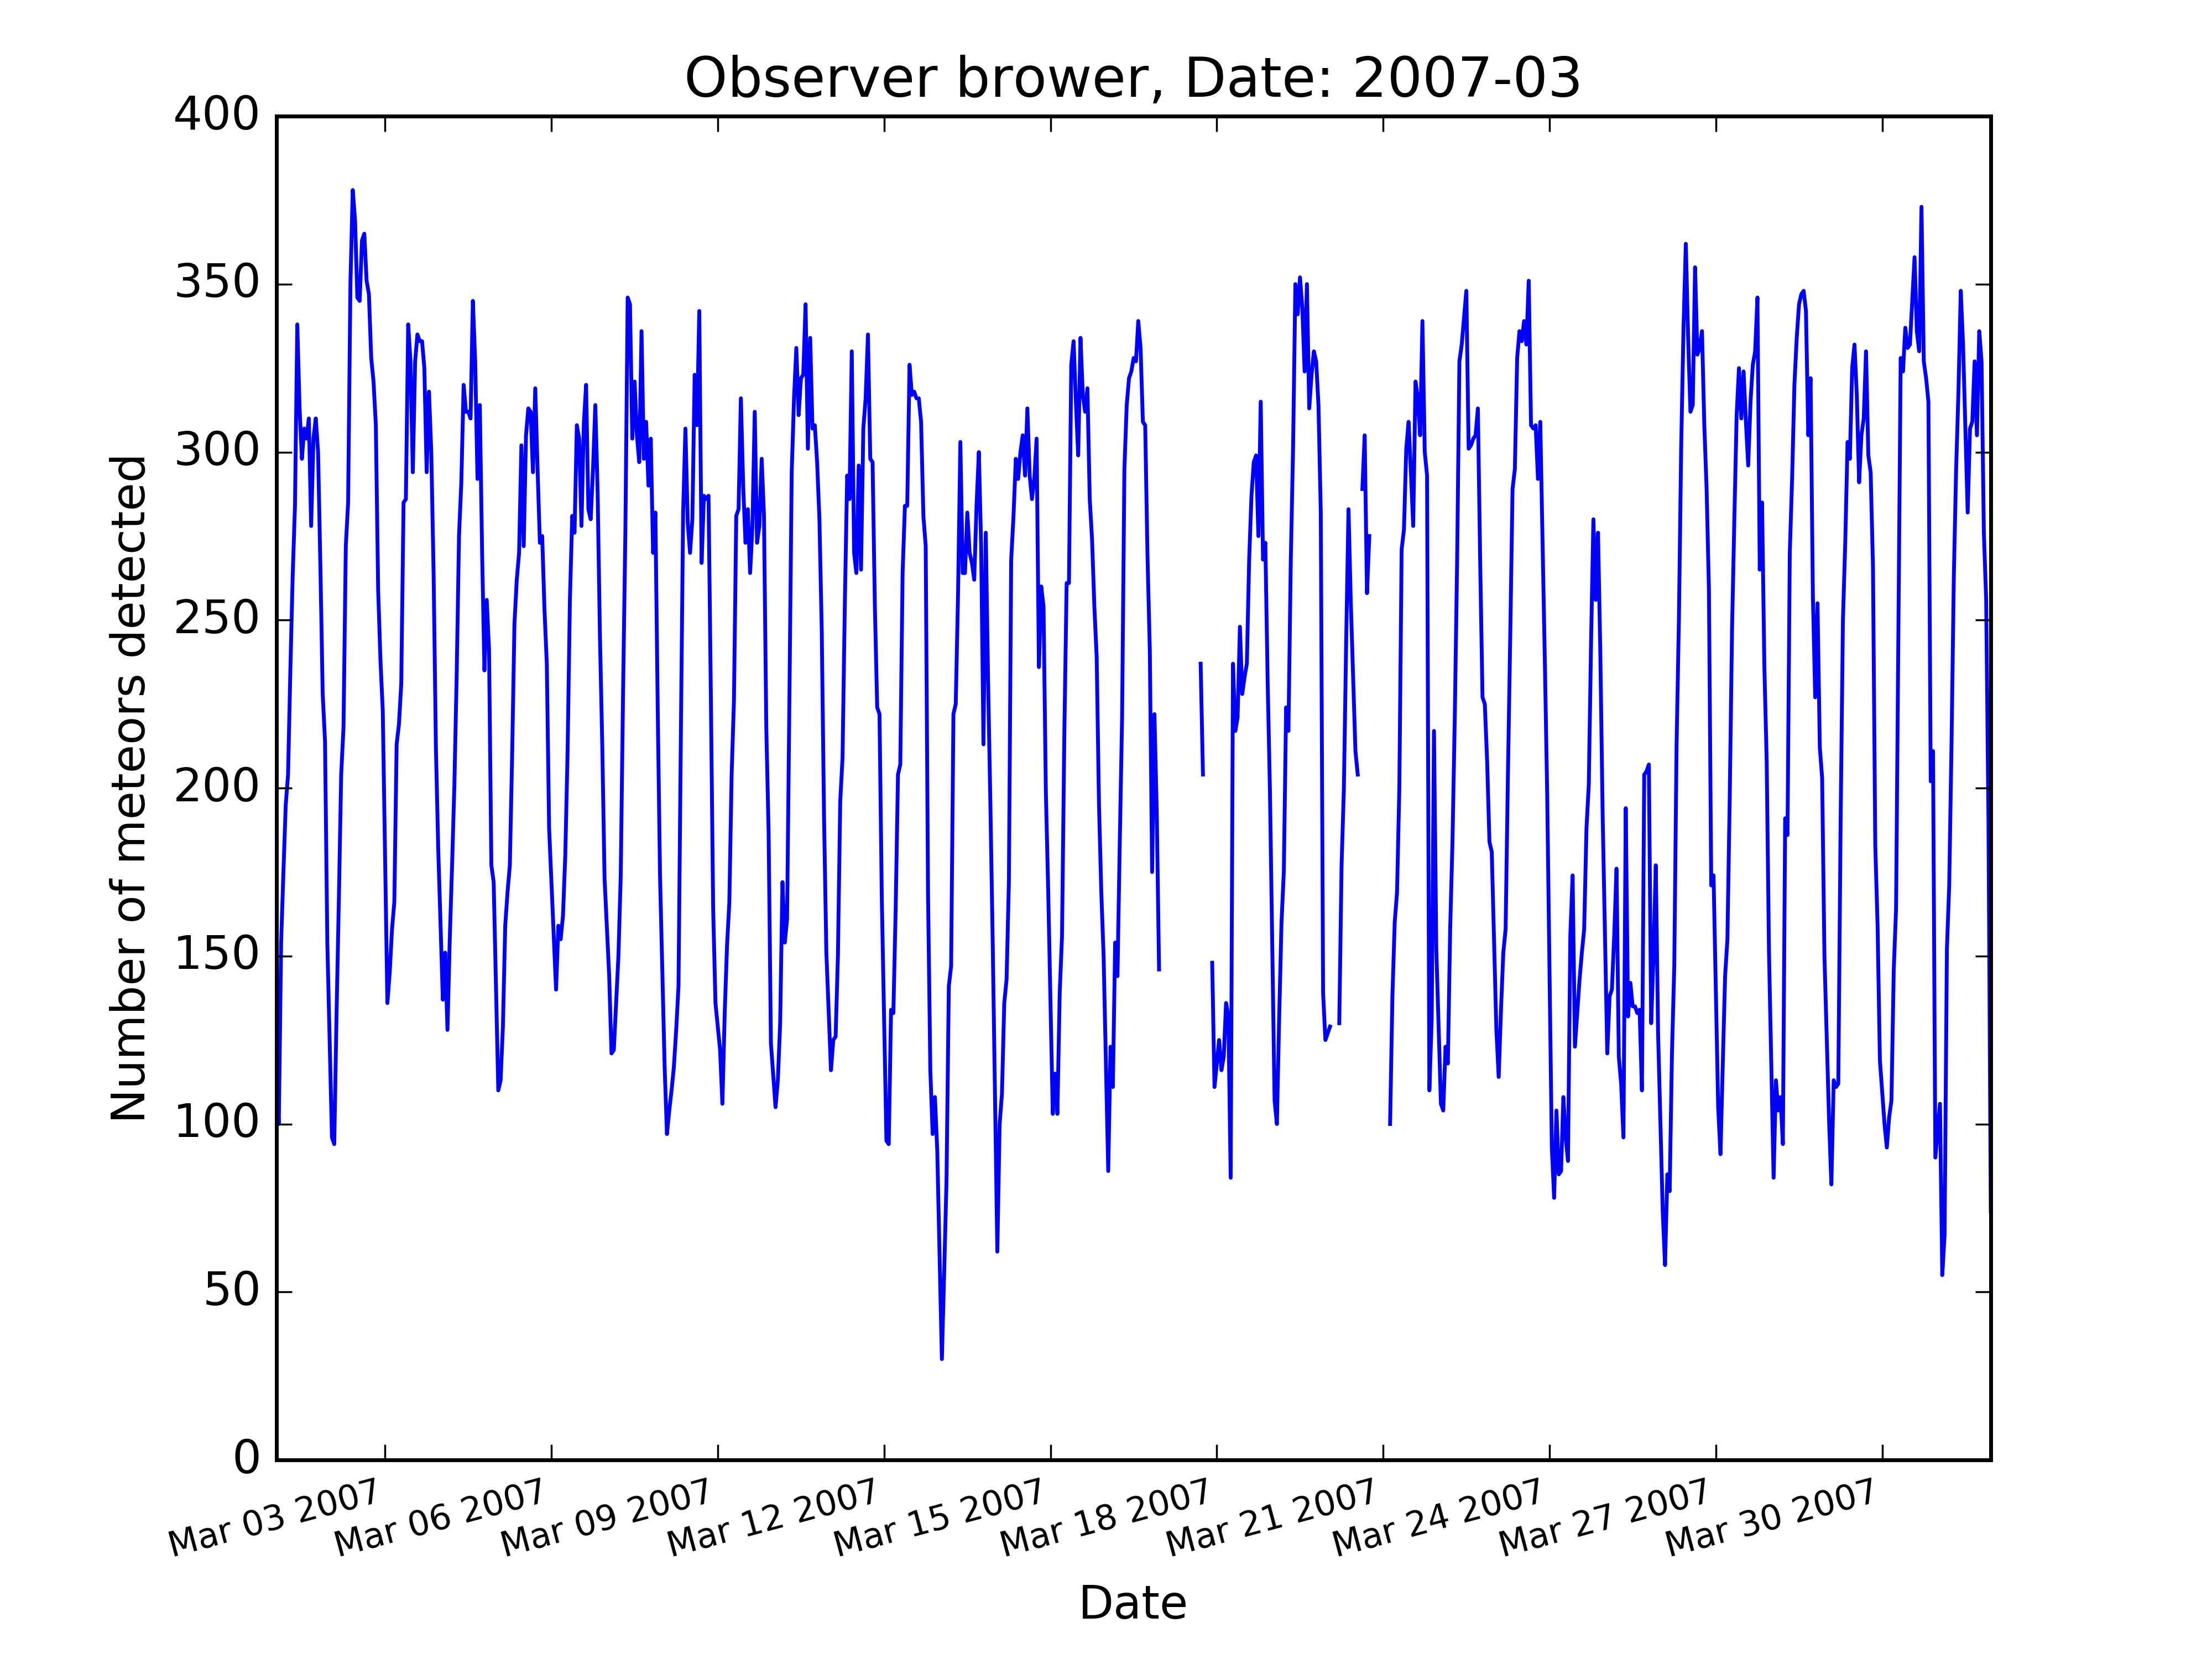 Observer brower, Date: 2007-03
400
350
300
250
200
150
100
50
0
Number of meteors detected
Mar 03 2007
Mar 06 2007
Mar 09 2007
Mar 12 2007
Mar 15 2007
Mar 18 2007
Mar 21 2007
Mar 24 2007
Mar 27 2007
Mar 30 2007
Date